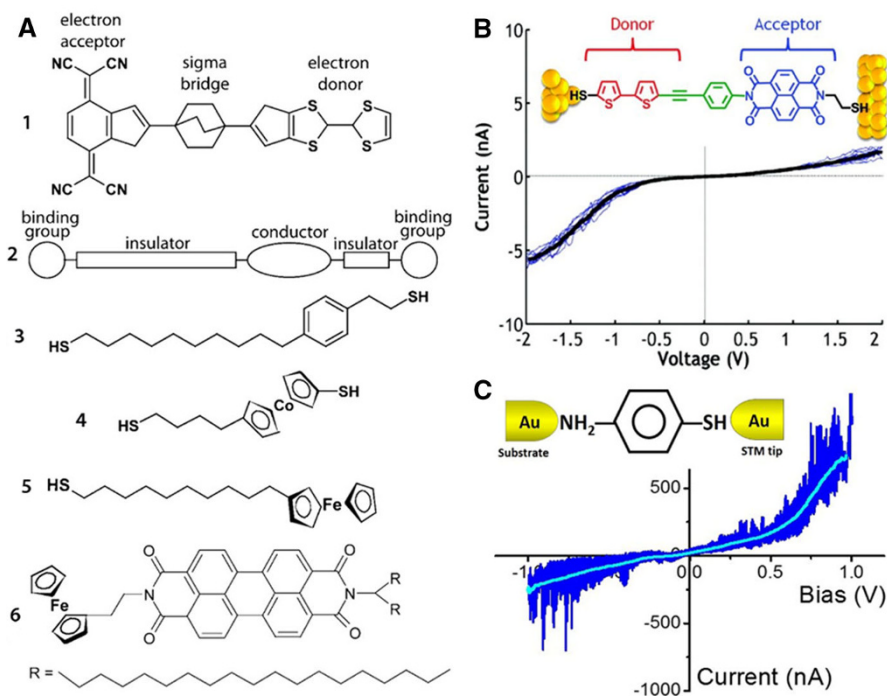 A
electron
acceptor
NC CN
NC CN
sigma
bridge
electron
donor
S S
S S
1
binding
group
insulator
conductor
insulator
binding
group
2
SH
HS
3
SH
Co
HS
4
HS
Fe
5
O O
Fe
N N
R
R
O O
6
R =
B
Donor
Acceptor
HS
S
S
O O
N N
O O
SH
Current (nA)
10
5
0
-5
-10
-2 -1.5 -1 -0.5 0 0.5 1 1.5 2
Voltage (V)
C
Au
NH2
SH
Au
Substrate
STM tip
500
0.0 0.5 1.0
Bias (V)
-500
-1000
Current (nA)